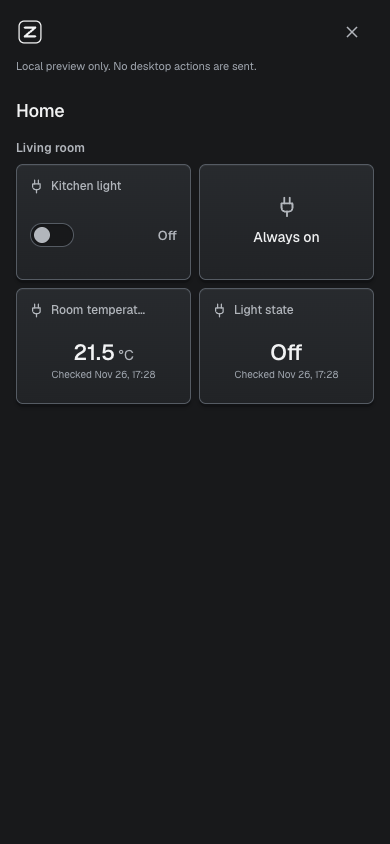 Z
Local preview only. No desktop actions are sent.
Home
Living room
Kitchen light
Off
Always on
Room temperat...
21.5 °C
Checked Nov 26, 17:28
Light state
Off
Checked Nov 26, 17:28